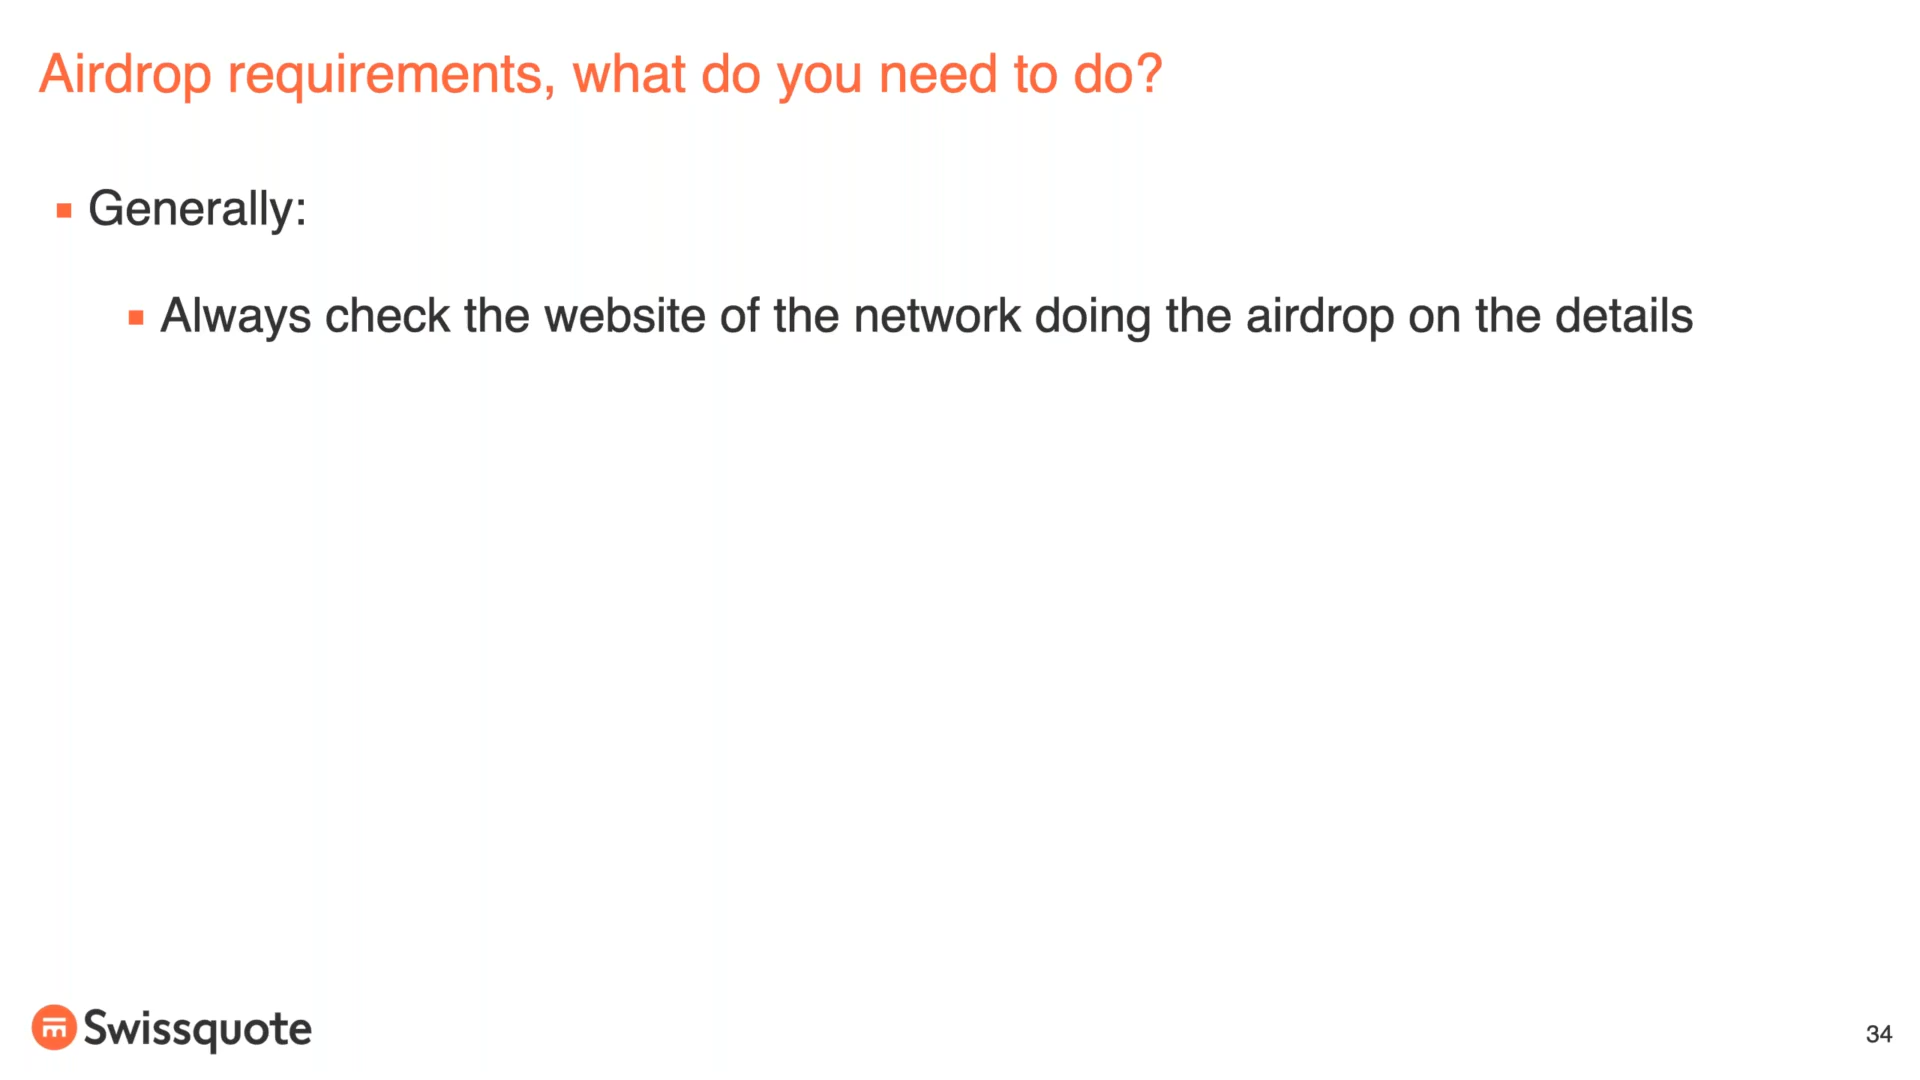 Airdrop requirements, what do you need to do?
Generally:
Always check the website of the network doing the airdrop on the details
Swissquote
34